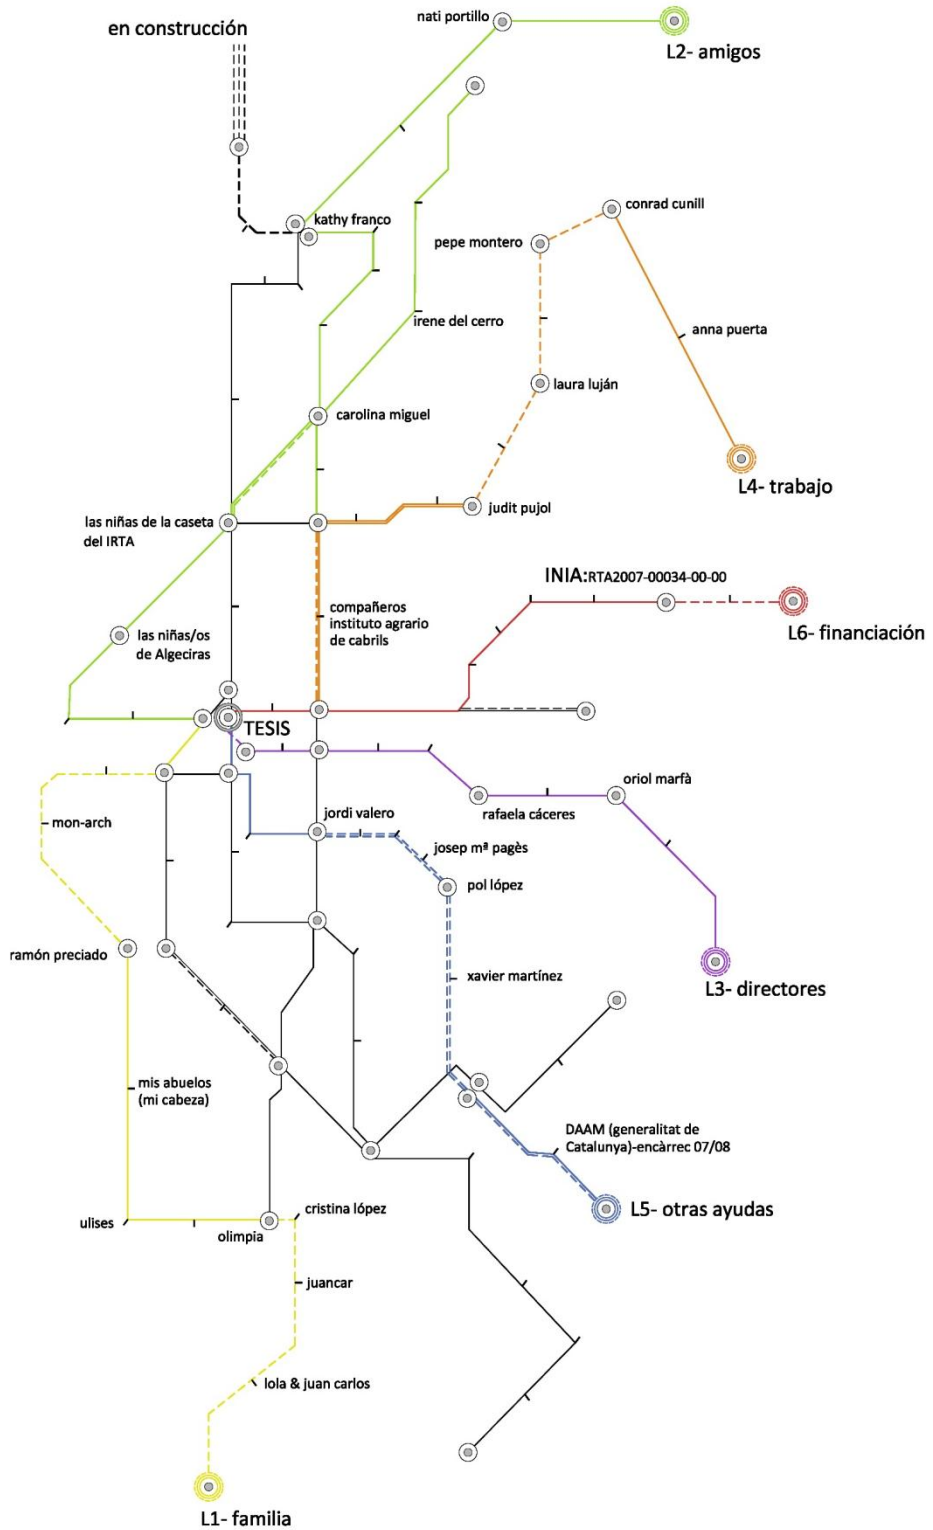 nati portillo
en construcción
L2- amigos
kathy franco
conrad cunill
pepe montero
irene del cerro
anna puerta
laura luján
carolina miguel
L4- trabajo
judit pujol
las niñas de la caseta
del IRTA
INIA:RTA2007-00034-00-00
compañeros
instituto agrario
de cabrils
L6- financiación
las niñas/os
de Algeciras
TESIS
oriol marfà
rafaela cáceres
jordi valero
mon-arch
josep mª pagès
pol lópez
ramón preciado
xavier martínez
L3- directores
mis abuelos
(mi cabeza)
DAAM (generalitat de
Catalunya)-encàrrec 07/08
cristina lópez
L5- otras ayudas
ulises
olimpia
juancar
lola & juan carlos
L1- familia